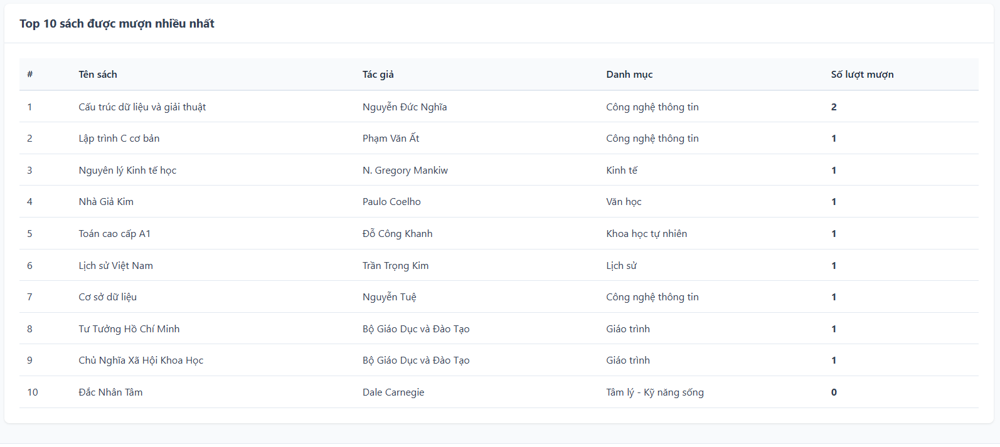 Top 10 sách được mượn nhiều nhất
# Tên sách Tác giả Danh mục Số lượt mượn
1 Cấu trúc dữ liệu và giải thuật Nguyễn Đức Nghĩa Công nghệ thông tin 2
2 Lập trình C cơ bản Phạm Văn Ất Công nghệ thông tin 1
3 Nguyên lý Kinh tế học N. Gregory Mankiw Kinh tế 1
4 Nhà Giả Kim Paulo Coelho Văn học 1
5 Toán cao cấp A1 Đỗ Công Khanh Khoa học tự nhiên 1
6 Lịch sử Việt Nam Trần Trọng Kim Lịch sử 1
7 Cơ sở dữ liệu Nguyễn Tuệ Công nghệ thông tin 1
8 Tư Tưởng Hồ Chí Minh Bộ Giáo Dục và Đào Tạo Giáo trình 1
9 Chủ Nghĩa Xã Hội Khoa Học Bộ Giáo Dục và Đào Tạo Giáo trình 1
10 Đắc Nhân Tâm Dale Carnegie Tâm lý - Kỹ năng sống 0